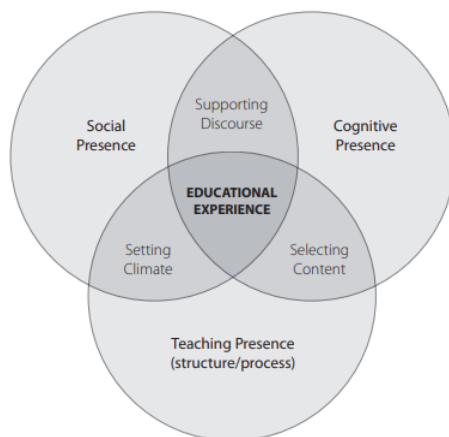 Supporting
Discourse
Social
Presence
Cognitive
Presence
EDUCATIONAL
EXPERIENCE
Setting
Climate
Selecting
Content
Teaching Presence
(structure/process)